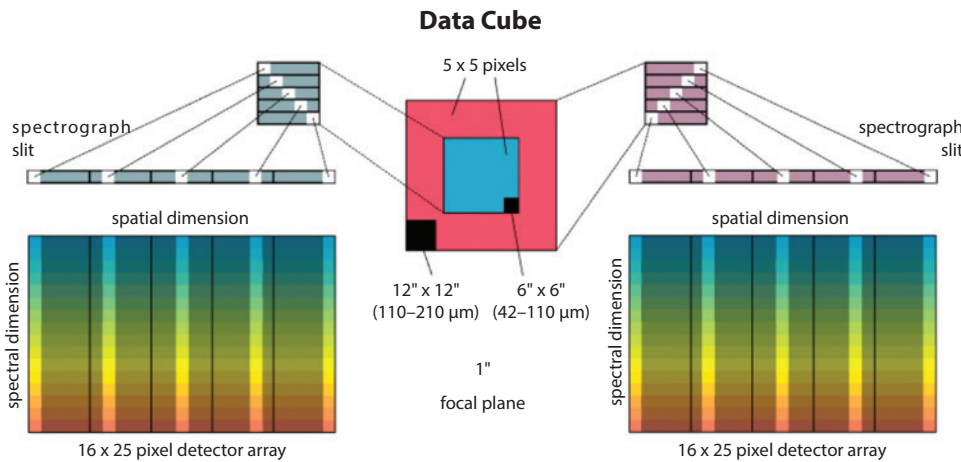 Data Cube
5 x 5 pixels
spectrograph
slit
spectrograph
slit
spatial dimension
spatial dimension
spectral dimension
12" x 12"
(110–210 μm)
6" x 6"
(42–110 μm)
spectral dimension
1"
focal plane
16 x 25 pixel detector array
16 x 25 pixel detector array